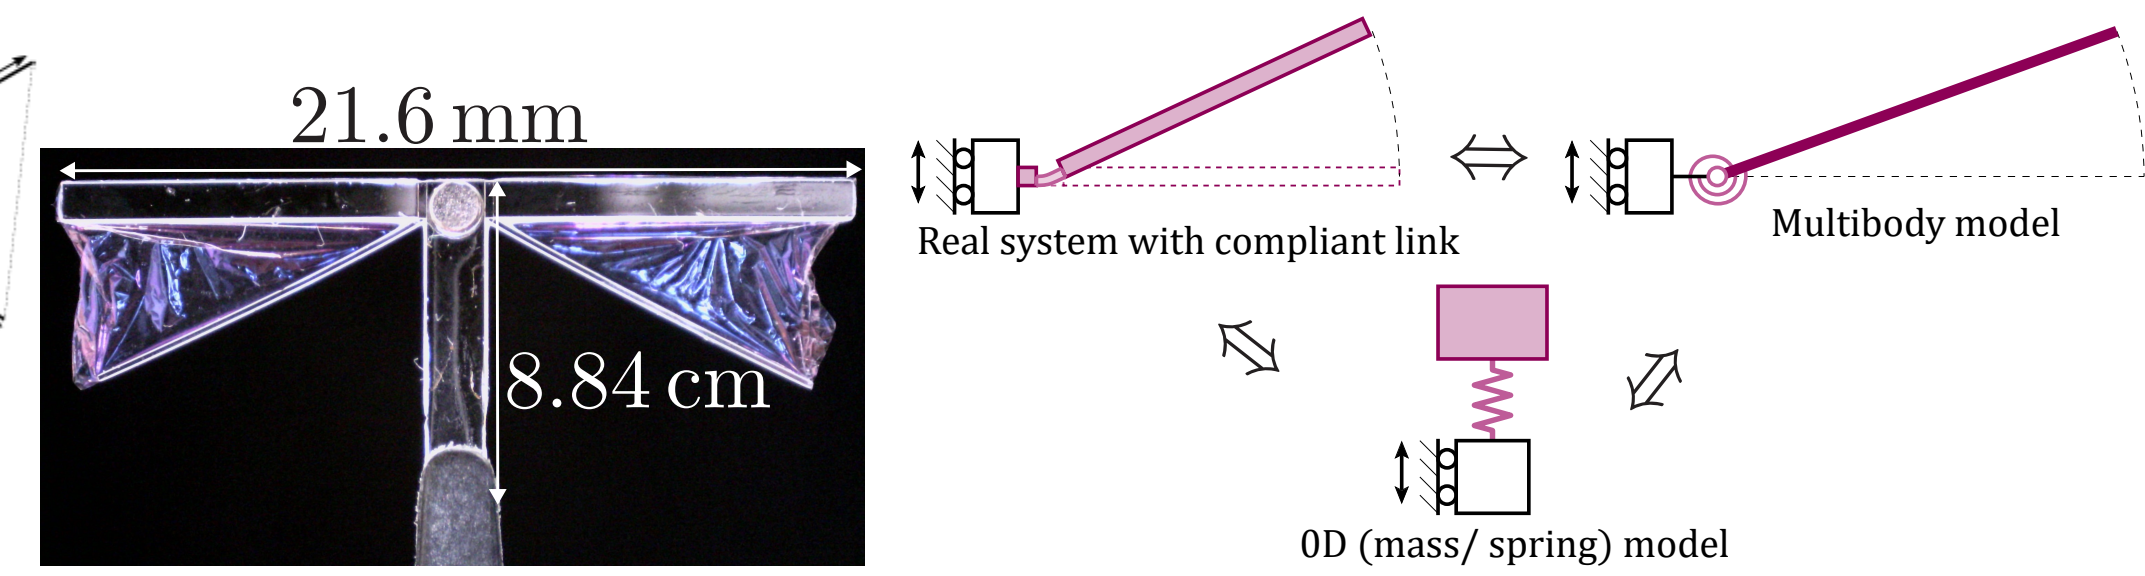 21.6 mm
8.84 cm
Real system with compliant link
Multibody model
0D (mass/ spring) model